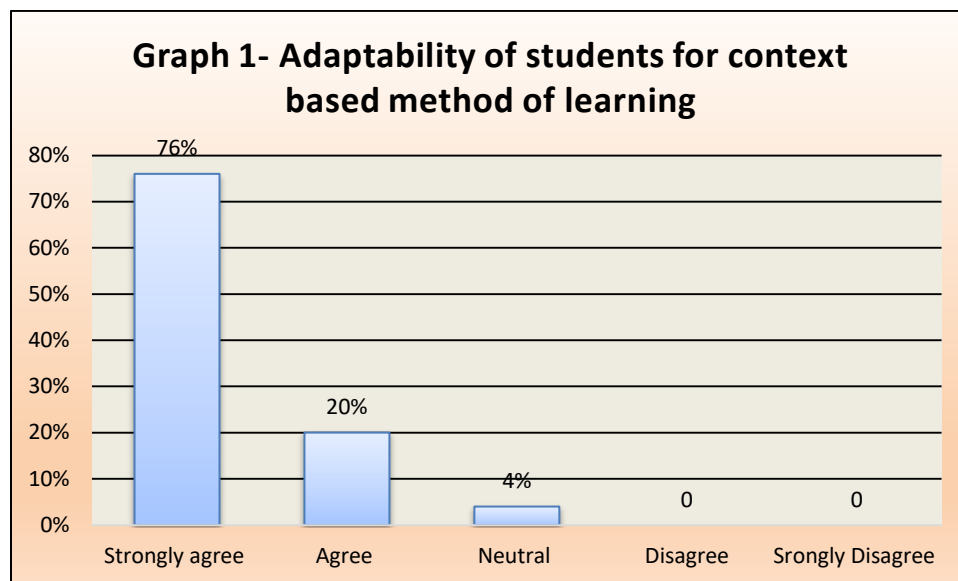 Graph 1- Adaptability of students for context
based method of learning
80%
76%
70%
60%
50%
40%
30%
20%
20%
10%
4%
0
0
0%
Strongly agree
Agree
Neutral
Disagree
Srongly Disagree